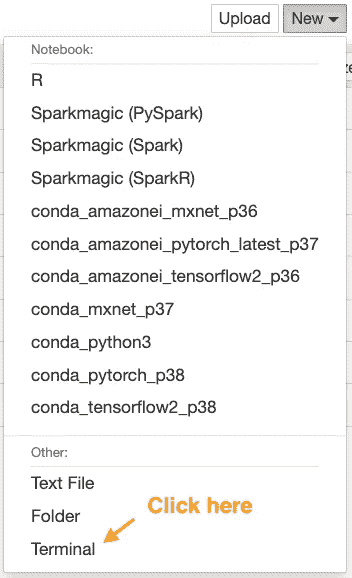 Upload New
Notebook:
R
Sparkmagic (PySpark)
Sparkmagic (Spark)
Sparkmagic (SparkR)
conda_amazonei_mxnet_p36
conda_amazonei_pytorch_latest_p37
conda_amazonei_tensorflow2_p36
conda_mxnet_p37
conda_python3
conda_pytorch_p38
conda_tensorflow2_p38
Other:
Text File
Folder
Click here
Terminal